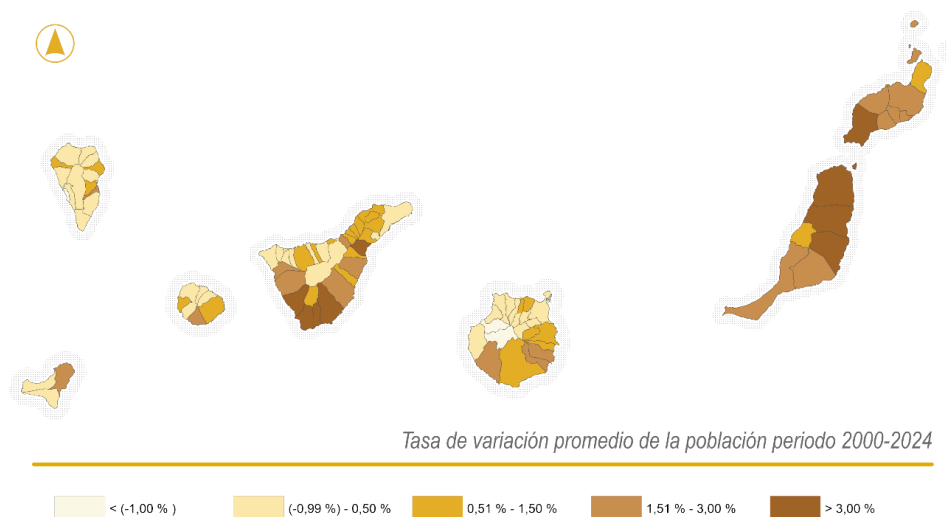 Tasa de variación promedio de la población periodo 2000-2024
< (-1,00 % )
(-0,99 %) - 0,50 %
0,51 % - 1,50 %
1,51 % - 3,00 %
> 3,00 %